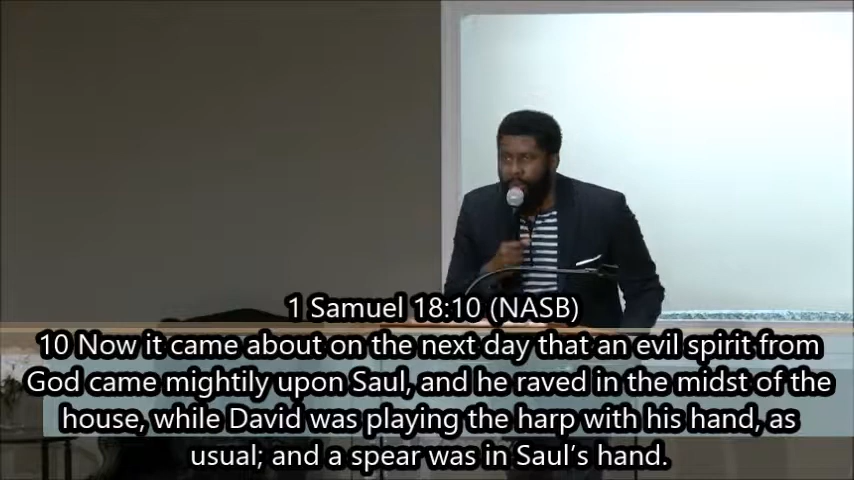 1 Samuel 18:10 (NASB)
10 Now it came about on the next day that an evil spirit from
God came mightily upon Saul, and he raved in the midst of the
house, while David was playing the harp with his hand, as
usual; and a spear was in Saul’s hand.